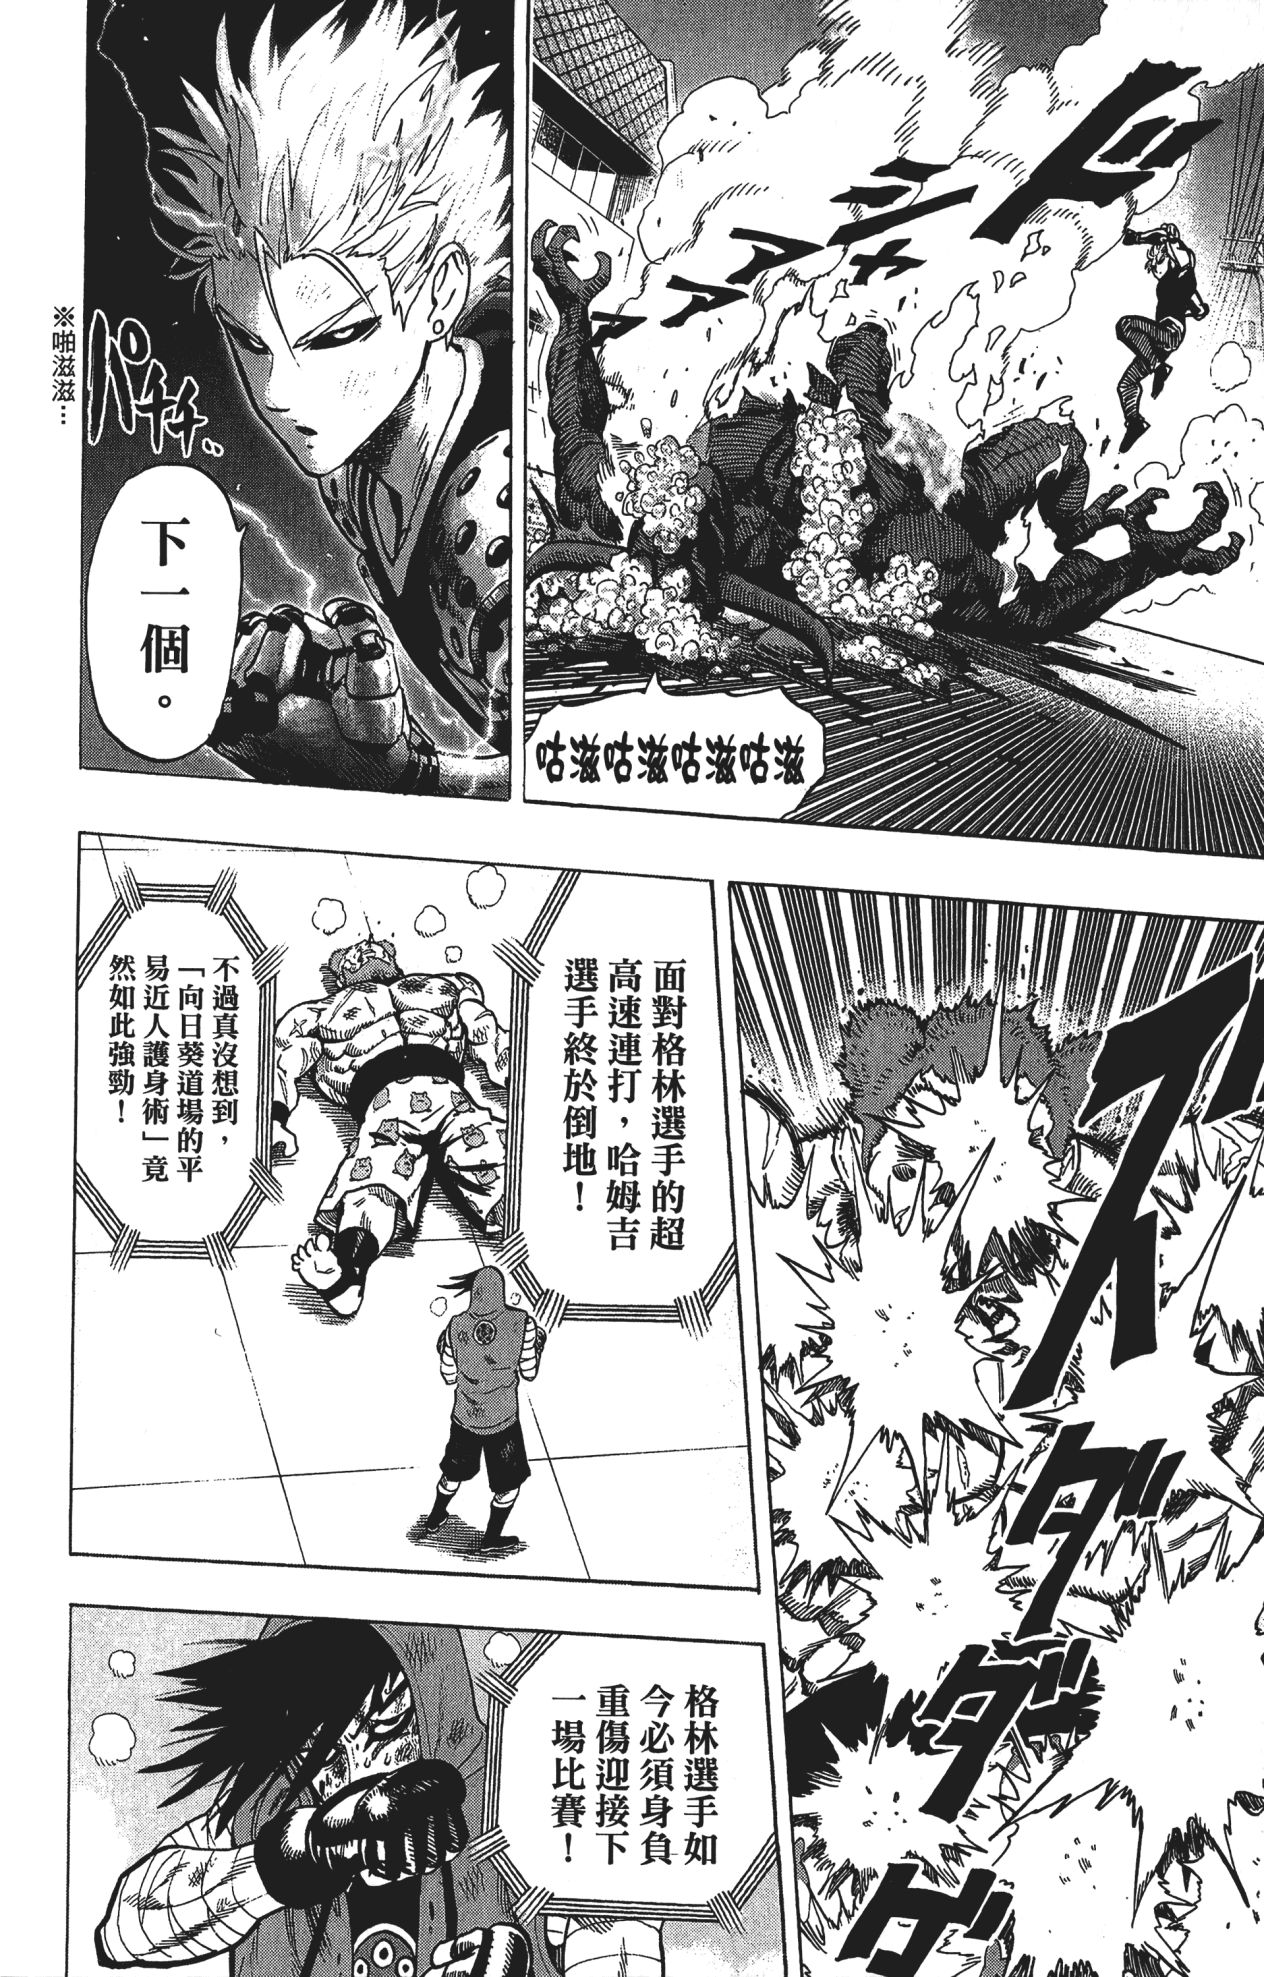 ドシャアァァ
咕滋咕滋咕滋咕滋
パチチチ、
※啪滋滋…
下一個。
ズダダダダ
面對格林選手的超
高速連打，哈姆吉
選手終於倒地！
不過真沒想到，
「向日葵道場的平
易近人護身術」竟
然如此強勁！
格林選手如
今必須身負
重傷迎接下
一場比賽！